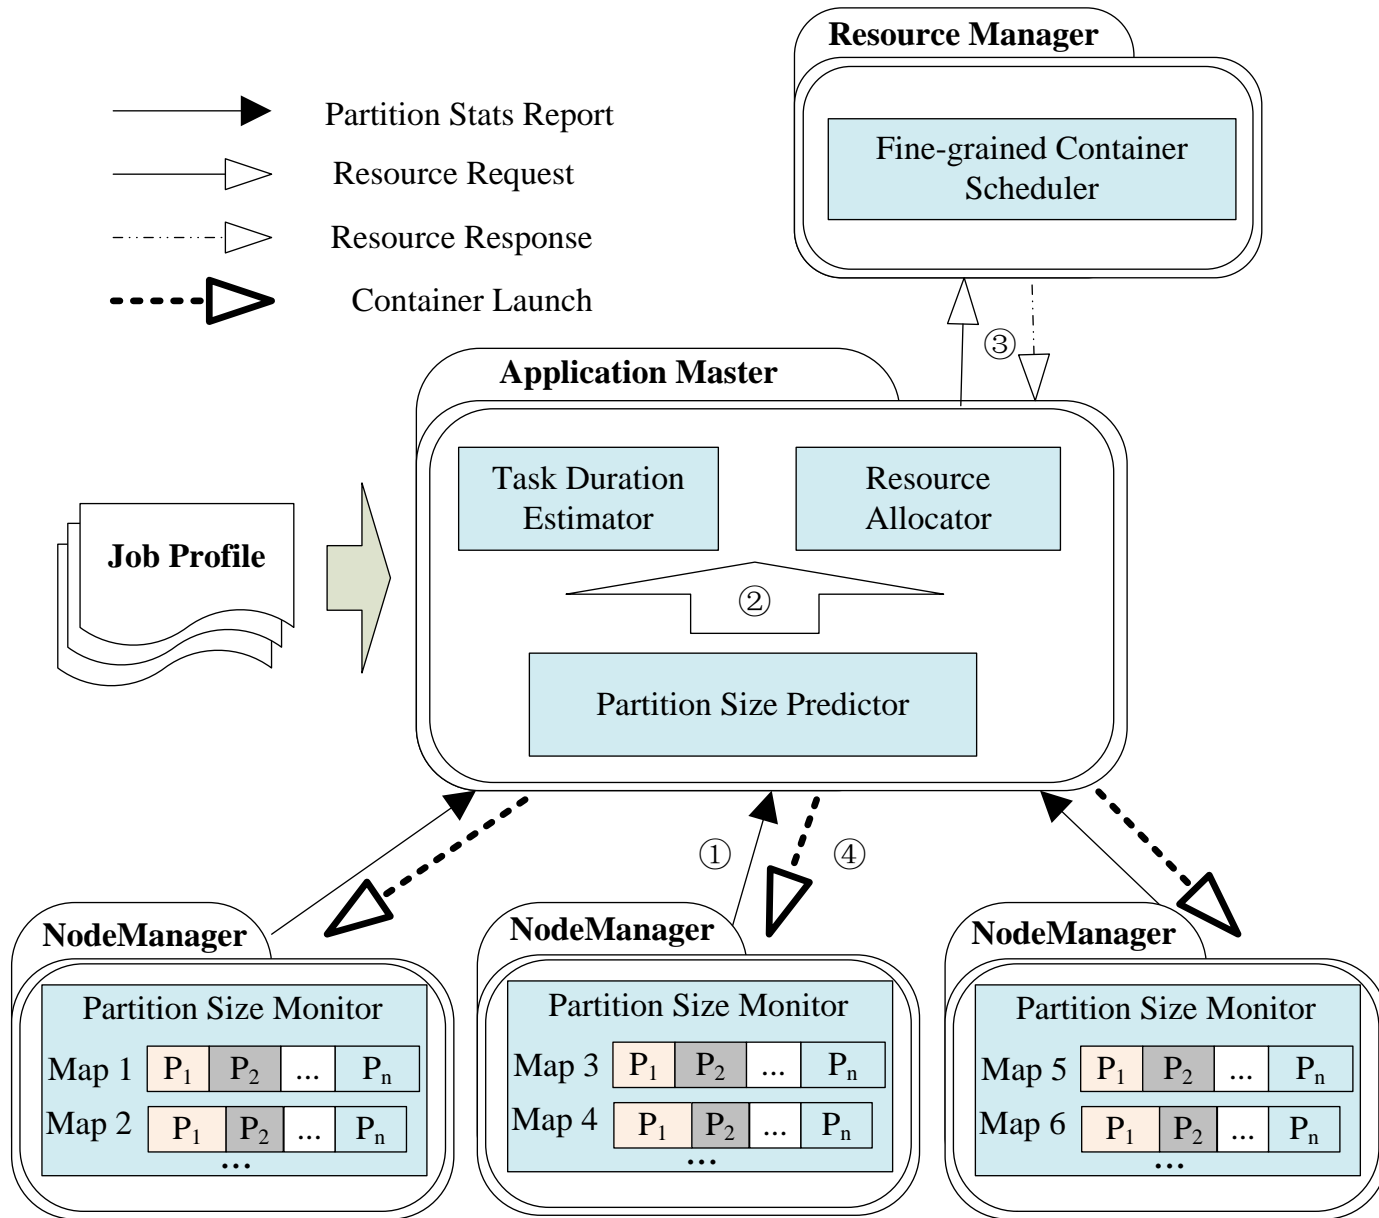 Resource Manager
Fine-grained Container
Scheduler
Partition Stats Report
Resource Request
Resource Response
Container Launch
③
Application Master
Task Duration
Estimator
Resource
Allocator
Job Profile
②
Partition Size Predictor
①
④
NodeManager
Partition Size Monitor
Map 1 P1 P2 ... Pn
Map 2 P1 P2 ... Pn
...
NodeManager
Partition Size Monitor
Map 3 P1 P2 ... Pn
Map 4 P1 P2 ... Pn
...
NodeManager
Partition Size Monitor
Map 5 P1 P2 ... Pn
Map 6 P1 P2 ... Pn
...